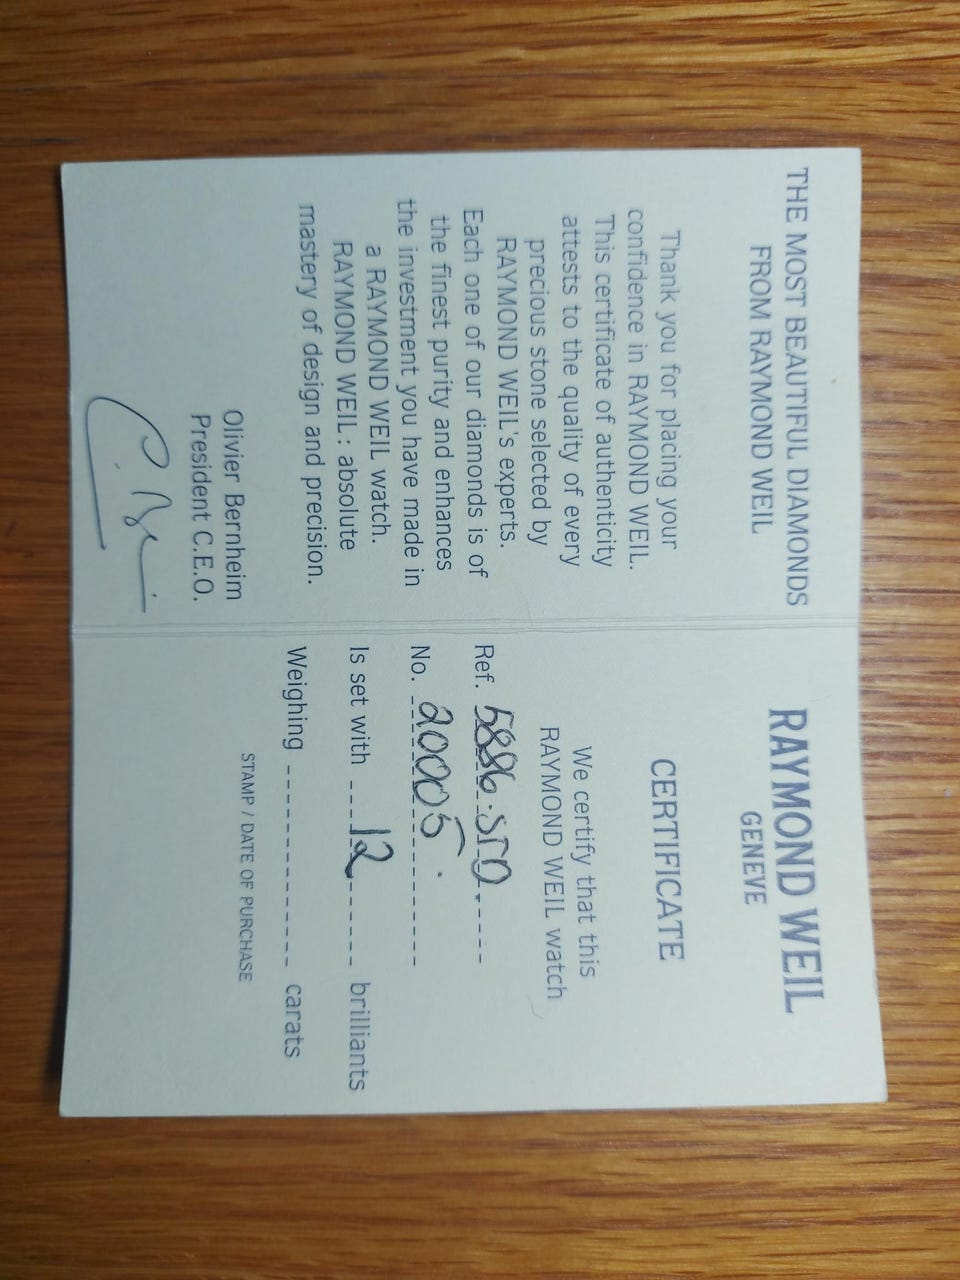 THE MOST BEAUTIFUL DIAMONDS
FROM RAYMOND WEIL
Thank you for placing your
confidence in RAYMOND WEIL.
This certificate of authenticity
attests to the quality of every
precious stone selected by
RAYMOND WEIL's experts.
Each one of our diamonds is of
the finest purity and enhances
the investment you have made in
a RAYMOND WEIL watch.
RAYMOND WEIL : absolute
mastery of design and precision.
Olivier Bernheim
President C.E.O.
RAYMOND WEIL
GENEVE
CERTIFICATE
We certify that this
RAYMOND WEIL watch
Ref. 5886.STD
No. 20005.
Is set with 12 brilliants
Weighing ---------------- carats
STAMP / DATE OF PURCHASE